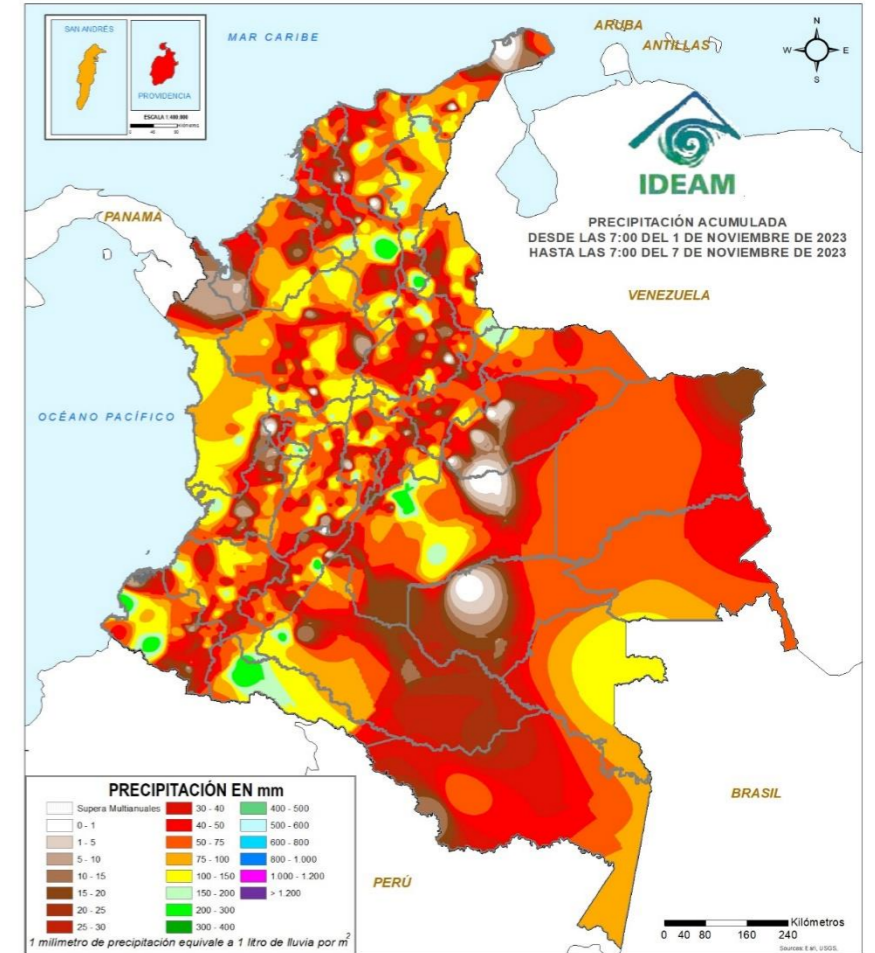 SAN ANDRÉS
PROVIDENCIA
ESCALA 1:400.000
MAR CARIBE
ARUBA
ANTILLAS
N
W
E
S
IDEAM
PRECIPITACIÓN ACUMULADA
DESDE LAS 7:00 DEL 1 DE NOVIEMBRE DE 2023
HASTA LAS 7:00 DEL 7 DE NOVIEMBRE DE 2023
PANAMÁ
VENEZUELA
OCÉANO PACÍFICO
BRASIL
PERÚ
PRECIPITACIÓN EN mm
Supera Multianuales
0 - 1
1 - 5
5 - 10
10 - 15
15 - 20
20 - 25
25 - 30
30 - 40
40 - 50
50 - 75
75 - 100
100 - 150
150 - 200
200 - 300
300 - 400
400 - 500
500 - 600
600 - 800
800 - 1.000
1.000 - 1.200
> 1.200
1 milímetro de precipitación equivale a 1 litro de lluvia por m²
Kilómetros
0 40 80 160 240
Sources: Esri, USGS,